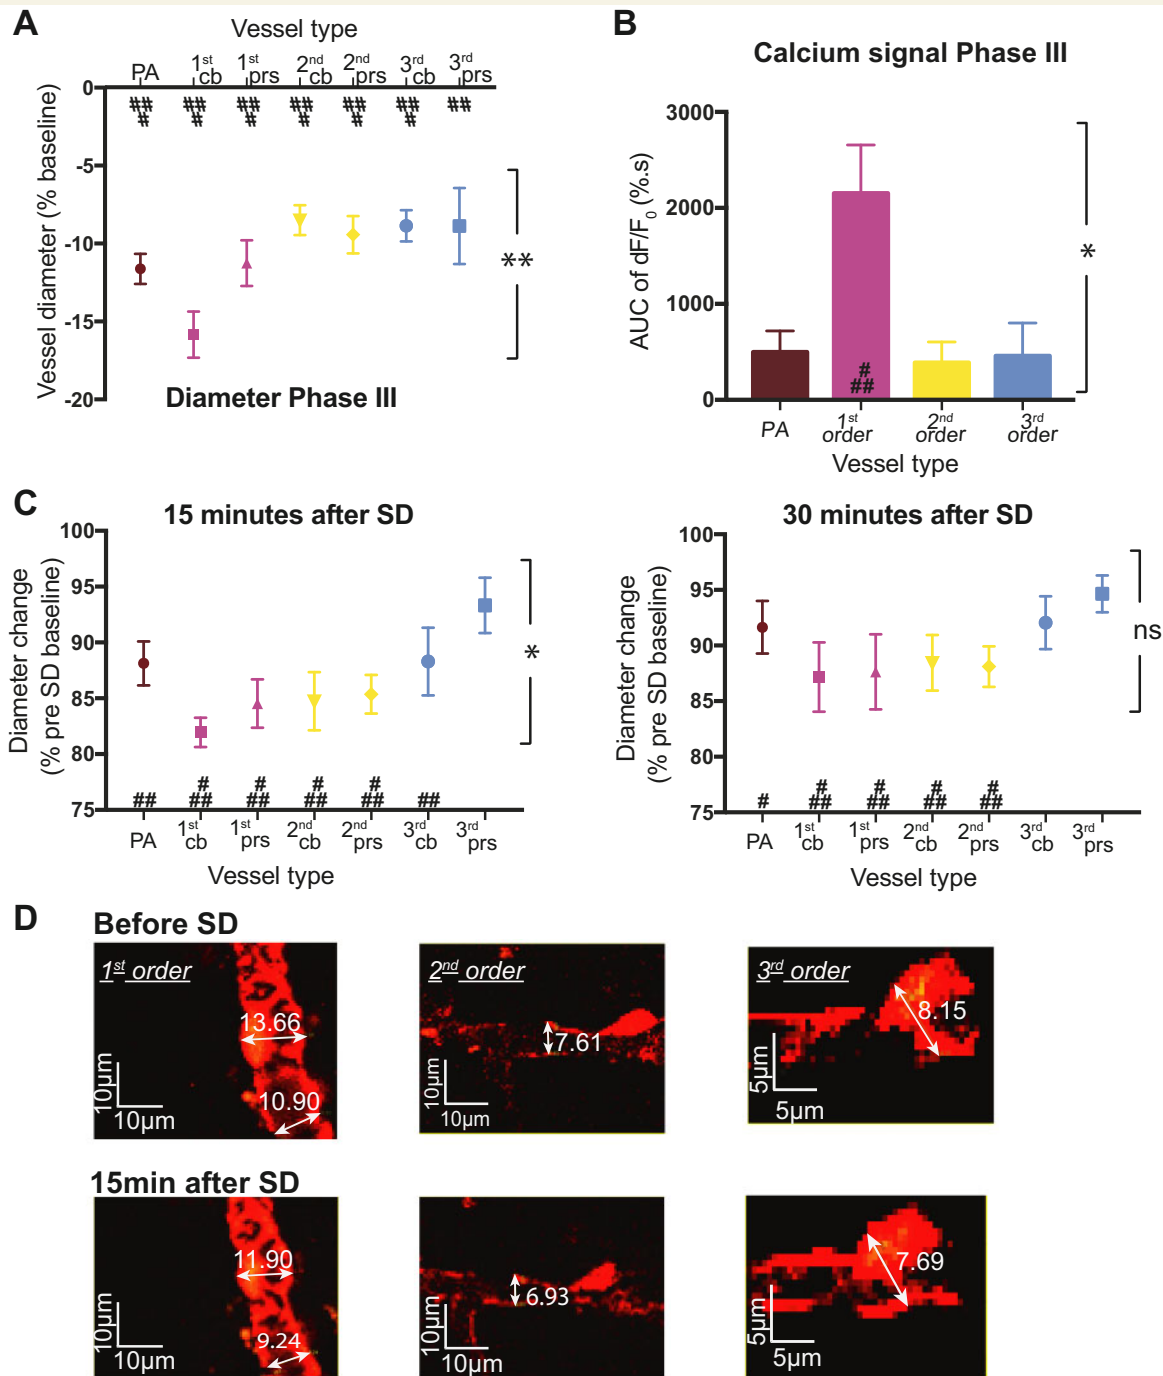 A
Vessel type
PA 1st cb 1st prs 2nd cb 2nd prs 3rd cb 3rd prs
0
## ## ## ## ## ## ##
# # # # # #
-5
-10
-15
-20
Vessel diameter (% baseline)
**
Diameter Phase III
B
Calcium signal Phase III
3000
2000
1000
0
AUC of dF/F0 (%.s)
*
#
##
PA 1st order 2nd order 3rd order
Vessel type
C
15 minutes after SD
100
95
90
85
80
75
Diameter change
(% pre SD baseline)
*
# # # #
## ## ## ## ## ##
PA 1st cb 1st prs 2nd cb 2nd prs 3rd cb 3rd prs
Vessel type
30 minutes after SD
100
95
90
85
80
75
Diameter change
(% pre SD baseline)
ns
# # # #
# ## ## ## ##
PA 1st cb 1st prs 2nd cb 2nd prs 3rd cb 3rd prs
Vessel type
D
Before SD
1st order
13.66
10.90
10µm
10µm
2nd order
7.61
10µm
10µm
3rd order
8.15
5µm
5µm
15min after SD
11.90
9.24
10µm
10µm
6.93
10µm
10µm
7.69
5µm
5µm